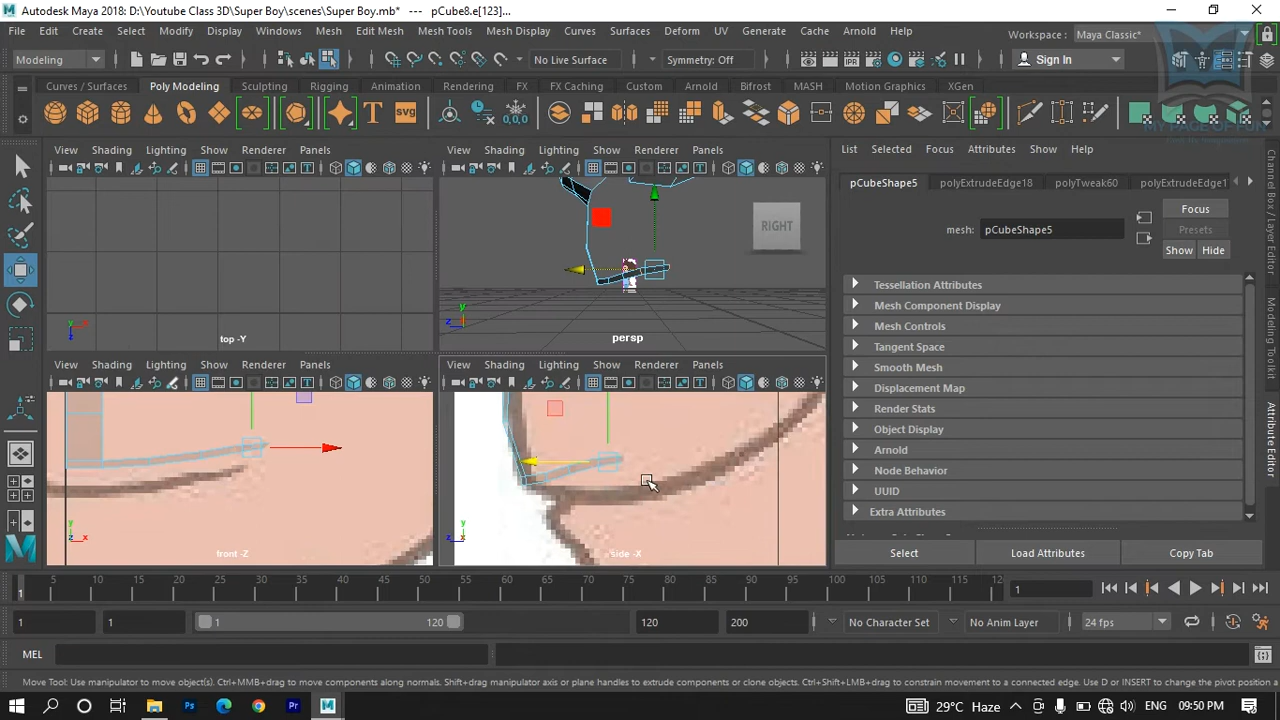 Autodesk Maya 2018: D:\Youtube Class 3D\Super Boy\scenes\Super Boy.mb* --- pCube8.e[123]...
File Edit Create Select Modify Display Windows Mesh Edit Mesh Mesh Tools Mesh Display Curves Surfaces Deform UV Generate Cache Arnold Help Workspace : Maya Classic*
Modeling No Live Surface Symmetry: Off Sign In
Curves / Surfaces Poly Modeling Sculpting Rigging Animation Rendering FX FX Caching Custom Arnold Bifrost MASH Motion Graphics XGen
T svg 0,0,0
MY PAGE OF FUN
View Shading Lighting Show Renderer Panels
View Shading Lighting Show Renderer Panels
List Selected Focus Attributes Show Help
polyCubeShape5 polyExtrudeEdge18 polyTweak60 polyExtrudeEdge1
Focus
Presets
Show Hide
mesh: pCubeShape5
RIGHT
Tessellation Attributes
Mesh Component Display
Mesh Controls
Tangent Space
Smooth Mesh
Displacement Map
Render Stats
Object Display
Arnold
Node Behavior
UUID
Extra Attributes
top -Y
persp
View Shading Lighting Show Renderer Panels
View Shading Lighting Show Renderer Panels
front -Z
side -X
Select Load Attributes Copy Tab
Channel Box / Layer Editor
Modeling Toolkit
Attribute Editor
1 5 10 15 20 25 30 35 40 45 50 55 60 65 70 75 80 85 90 95 100 105 110 115 12 1
1 1 1 120 120 200 No Character Set No Anim Layer 24 fps
MEL
Move Tool: Use manipulator to move object(s). Ctrl+MMB+drag to move components along normals. Shift+drag manipulator axis or plane handles to extrude components or clone objects. Ctrl+Shift+LMB+drag to constrain movement to a connected edge. Use D or INSERT to change the pivot position a
29°C Haze ENG 09:50 PM